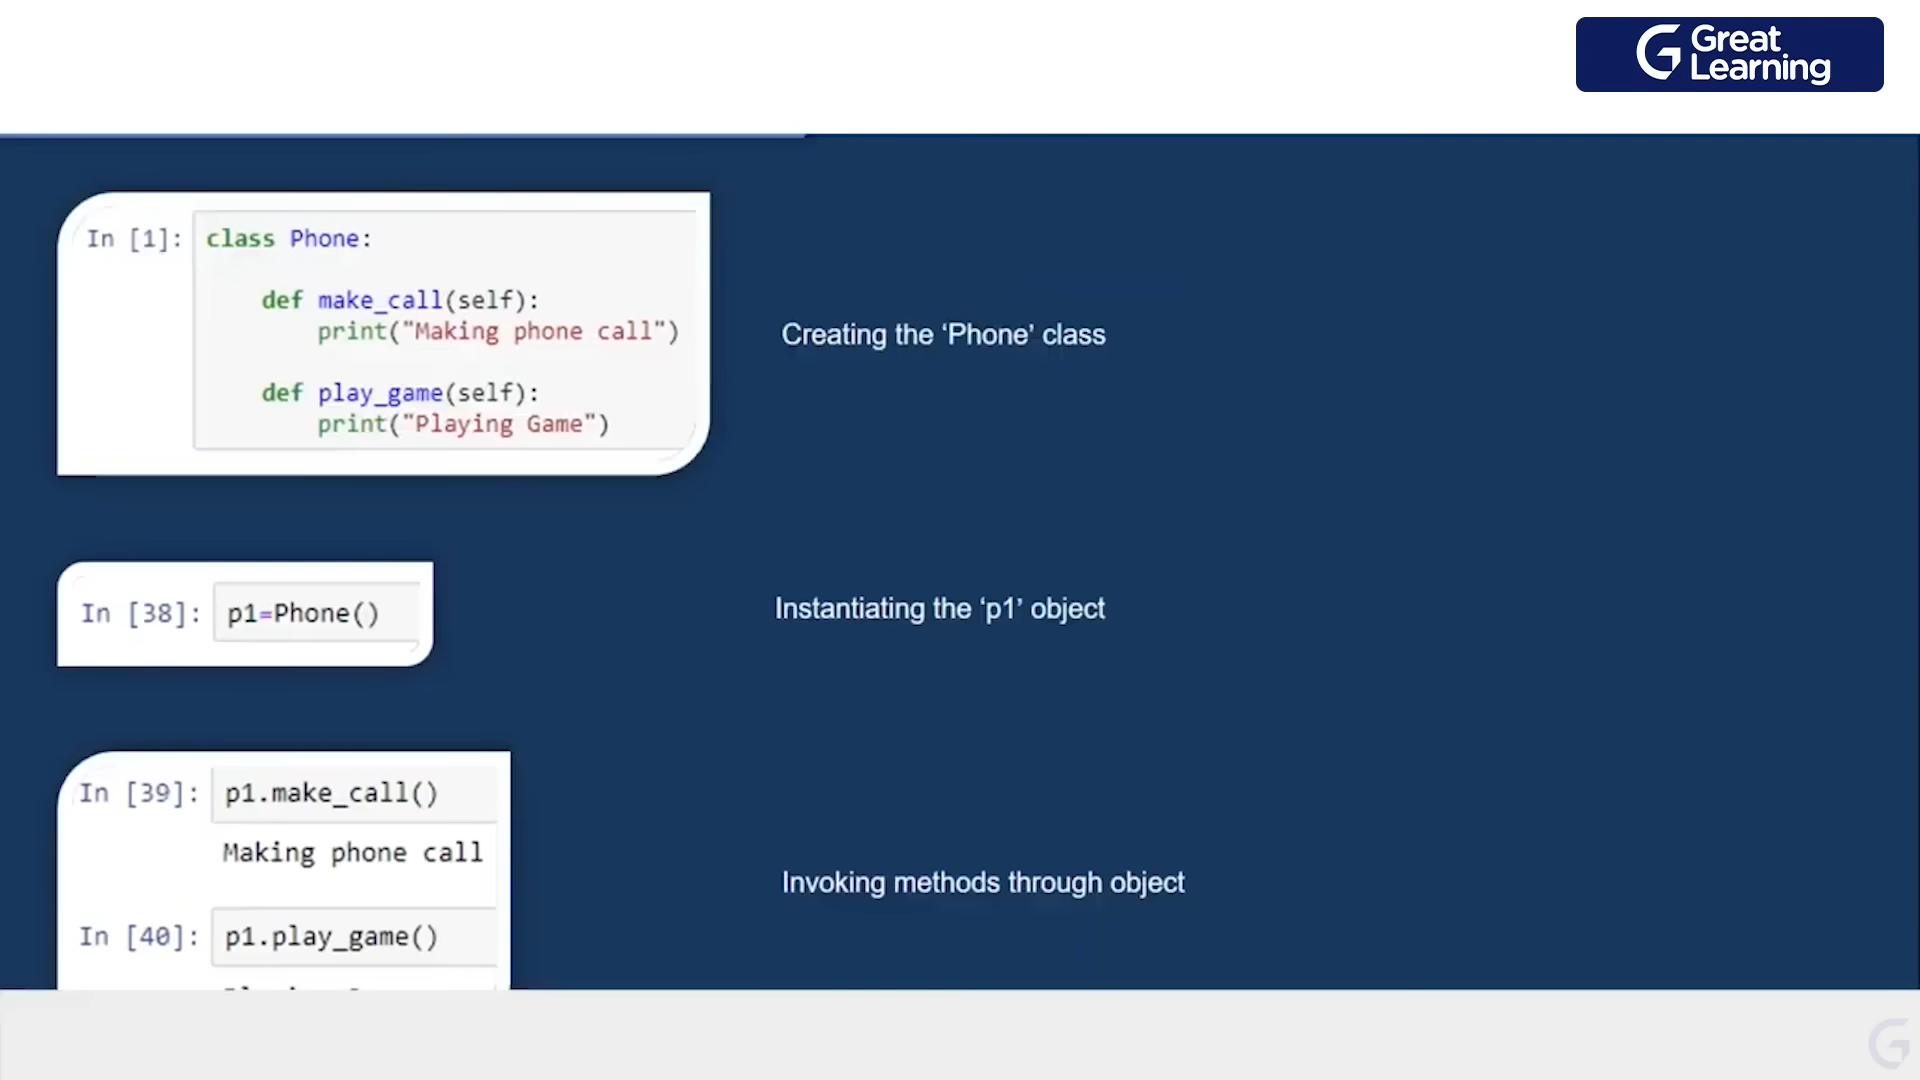 Great
Learning
In [1]: class Phone:
def make_call(self):
print("Making phone call")
def play_game(self):
print("Playing Game")
Creating the ‘Phone’ class
In [38]: p1=Phone()
Instantiating the ‘p1’ object
In [39]: p1.make_call()
Making phone call
Invoking methods through object
In [40]: p1.play_game()